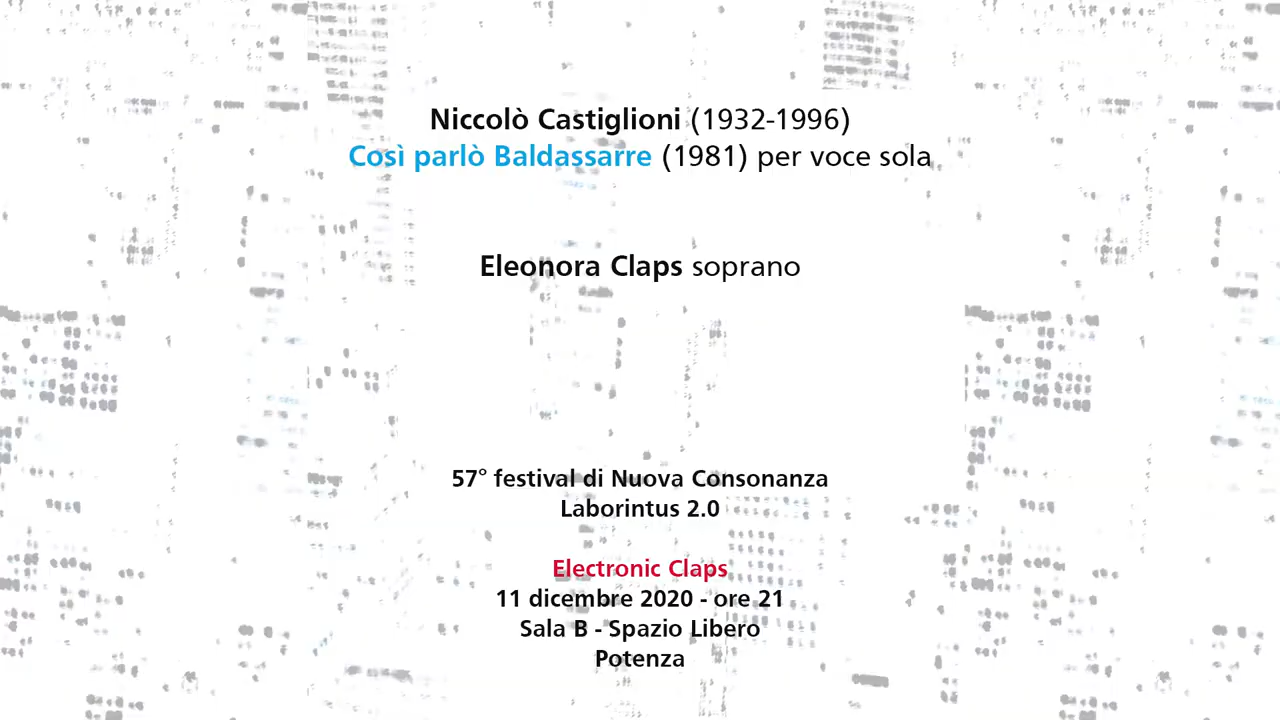 Niccolò Castiglioni (1932-1996)
Così parlò Baldassarre (1981) per voce sola
Eleonora Claps soprano
57° festival di Nuova Consonanza
Laborintus 2.0
Electronic Claps
11 dicembre 2020 - ore 21
Sala B - Spazio Libero
Potenza